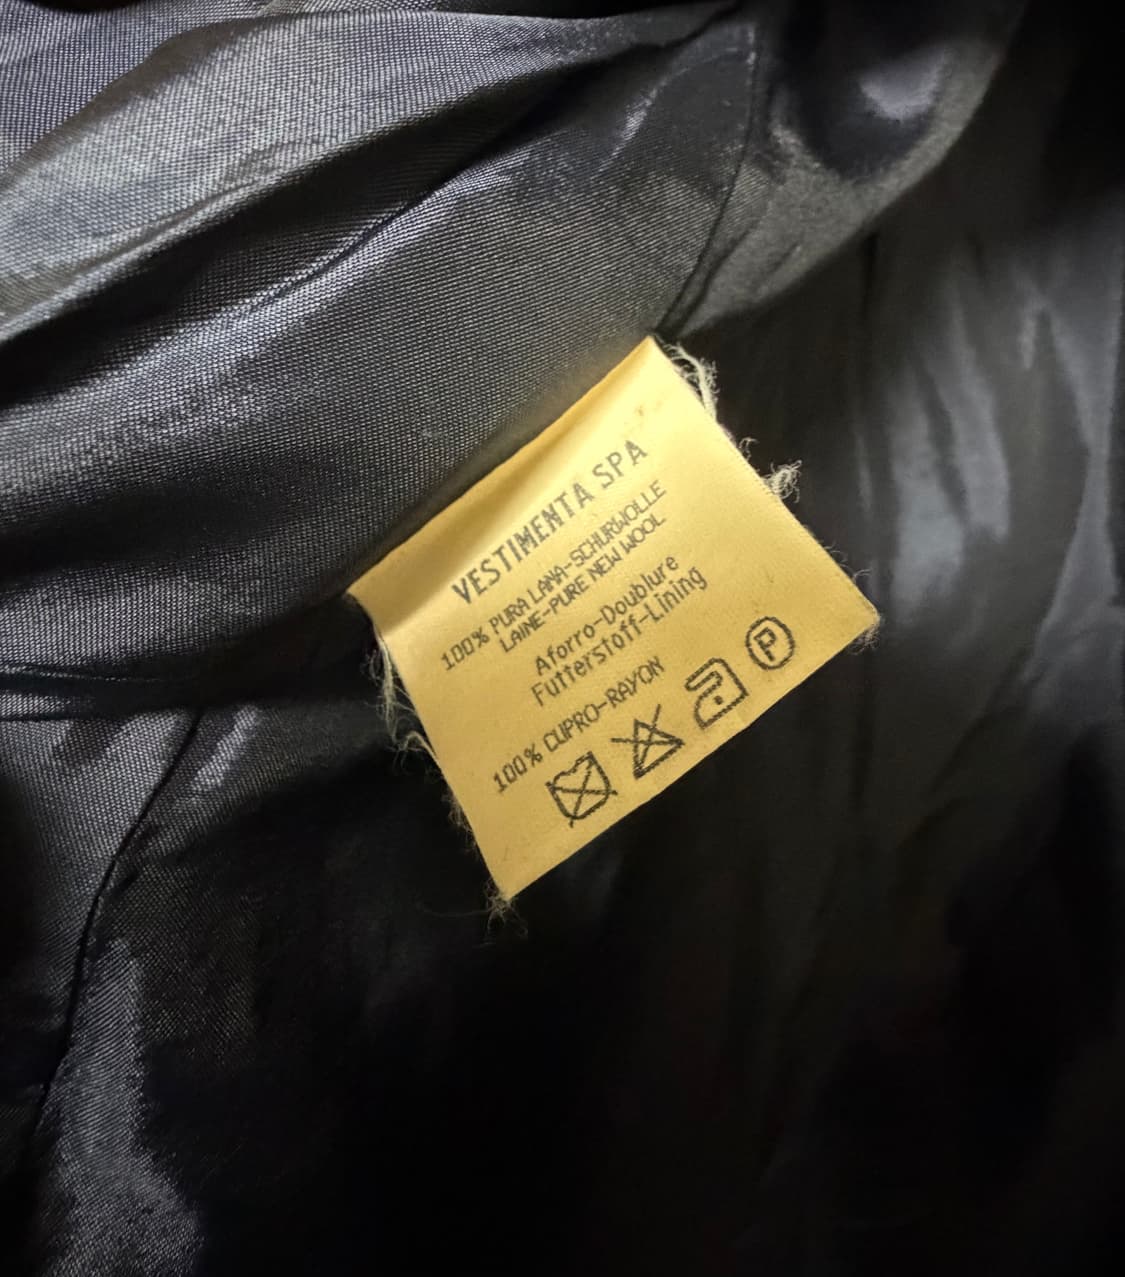 VESTIMENTA SPA
100% PURA LANA-SCHURWOLLE
LAINE-PURE NEW WOOL
Aforro-Doublure
Futterstoff-Lining
100% CUPRO-RAYON
P